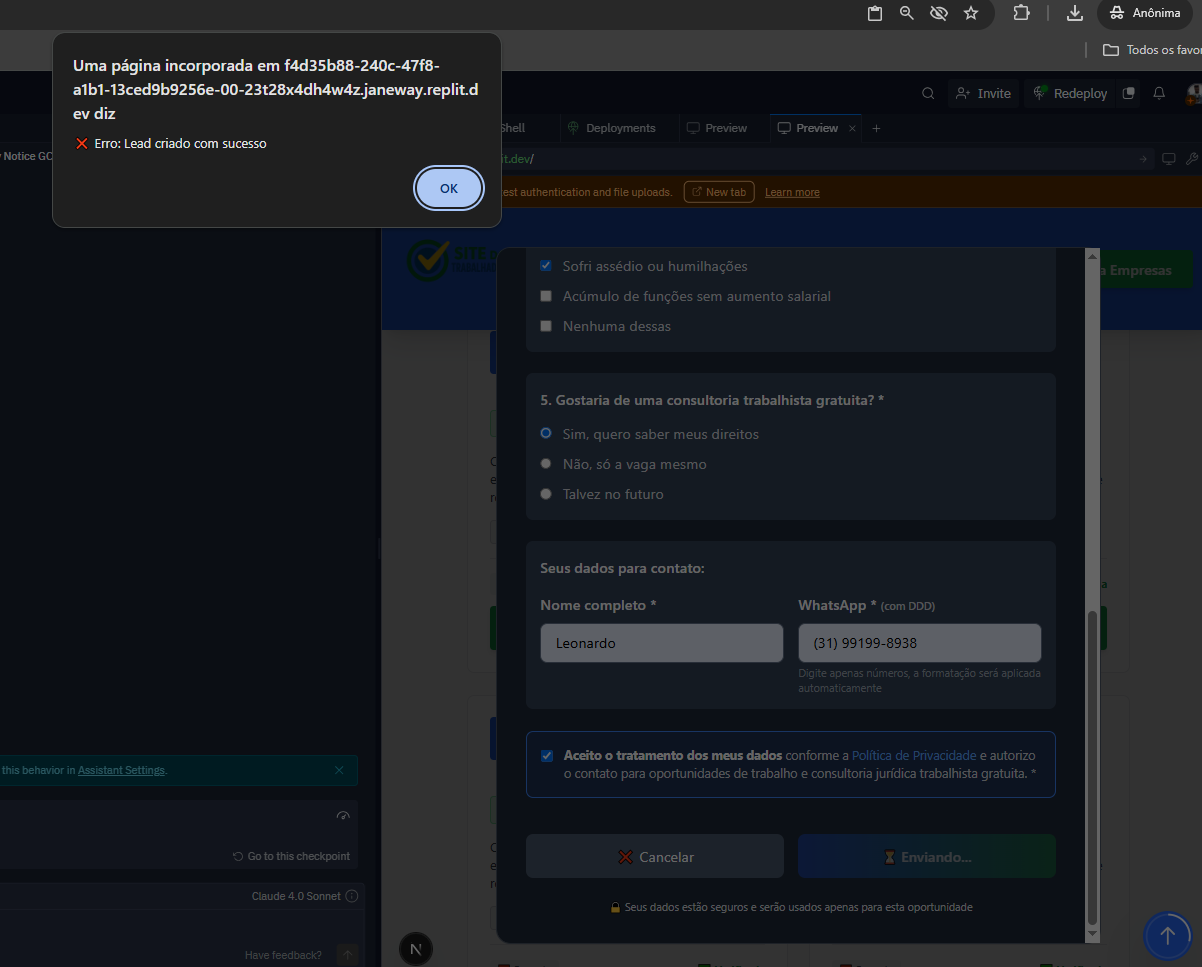 Anônima
Todos os favo
Uma página incorporada em f4d35b88-240c-47f8-
a1b1-13ced9b9256e-00-23t28x4dh4w4z.janeway.replit.d
ev diz
❌ Erro: Lead criado com sucesso
OK
Invite
Redeploy
Shell
Deployments
Preview
Preview
Notice GC
it.dev/
est authentication and file uploads.
New tab
Learn more
SITE
a Empresas
Sofri assédio ou humilhações
Acúmulo de funções sem aumento salarial
Nenhuma dessas
5. Gostaria de uma consultoria trabalhista gratuita? *
Sim, quero saber meus direitos
Não, só a vaga mesmo
Talvez no futuro
Seus dados para contato:
Nome completo *
WhatsApp * (com DDD)
Leonardo
(31) 99199-8938
Digite apenas números, a formatação será aplicada
automaticamente
Aceito o tratamento dos meus dados conforme a Política de Privacidade e autorizo
o contato para oportunidades de trabalho e consultoria jurídica trabalhista gratuita. *
this behavior in Assistant Settings.
Go to this checkpoint
❌ Cancelar
⏳ Enviando...
Claude 4.0 Sonnet
🔒 Seus dados estão seguros e serão usados apenas para esta oportunidade
Have feedback?
N